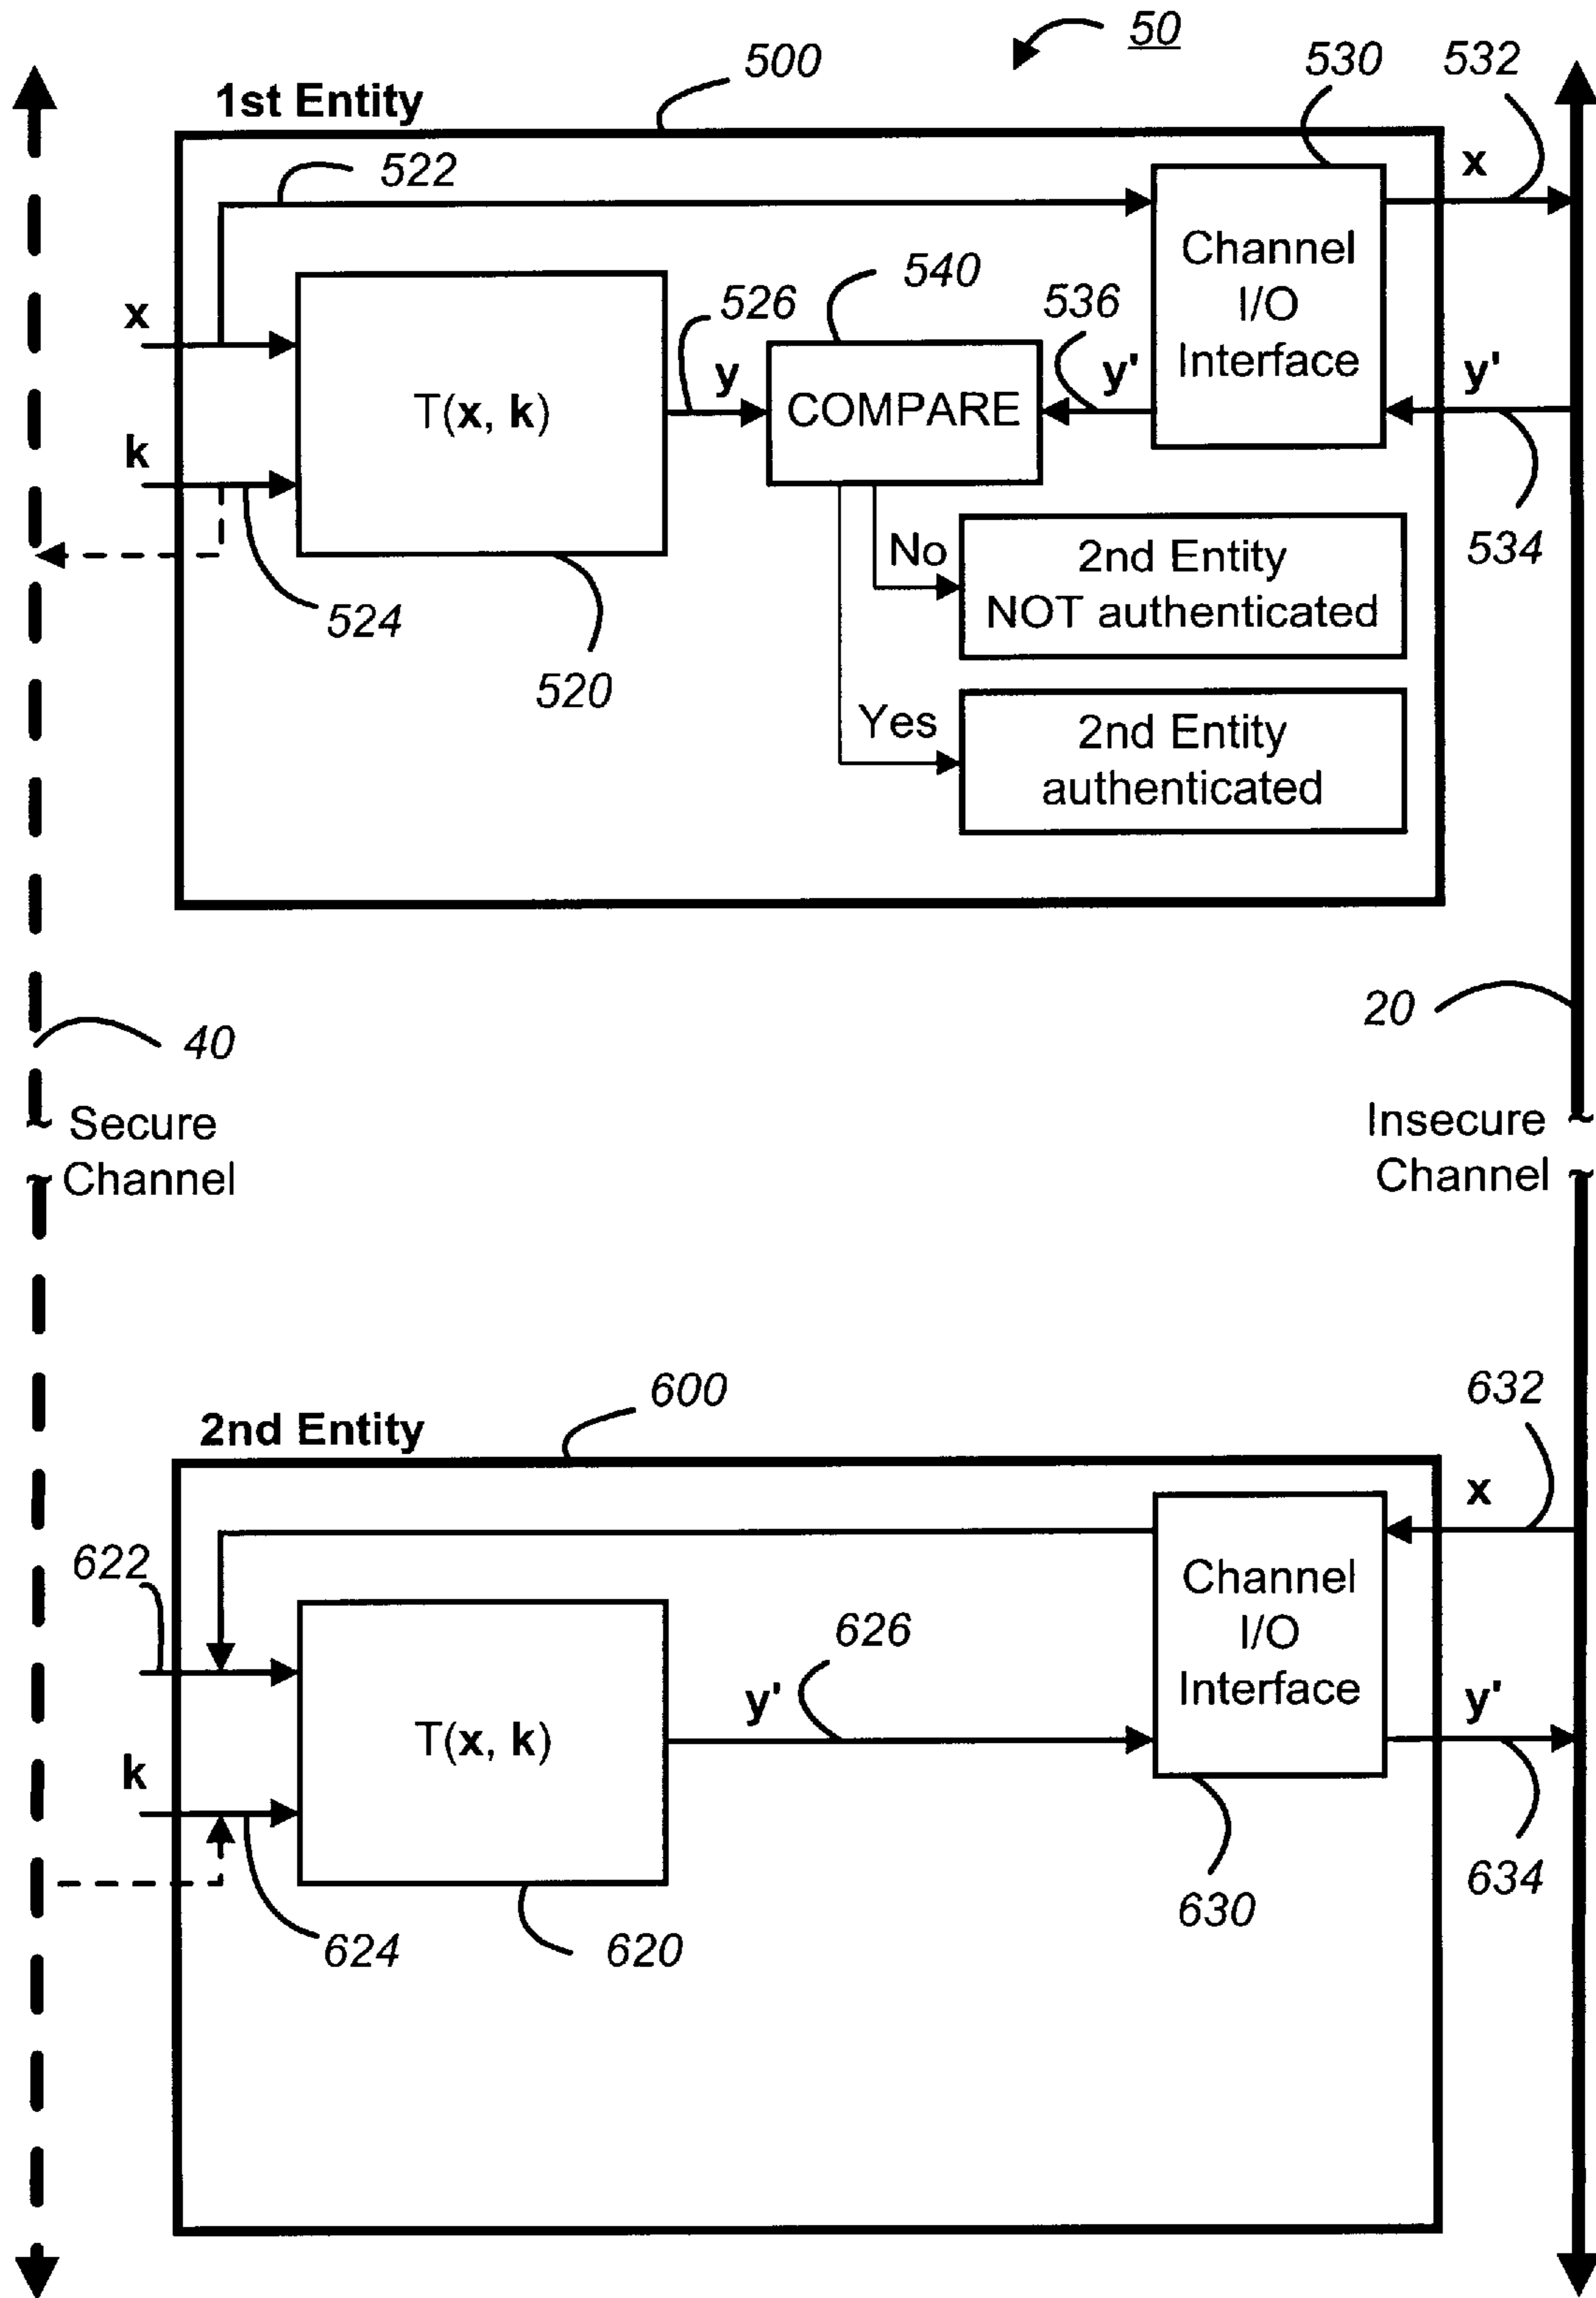 50
500
530
532
1st Entity
x
522
Channel
I/O
Interface
540
x
526
536
y
y'
y'
T(x, k)
COMPARE
k
No
2nd Entity
NOT authenticated
534
524
520
Yes
2nd Entity
authenticated
20
40
Secure
Channel
Insecure
Channel
600
632
2nd Entity
x
622
Channel
I/O
Interface
626
y'
y'
T(x, k)
k
634
630
624
620